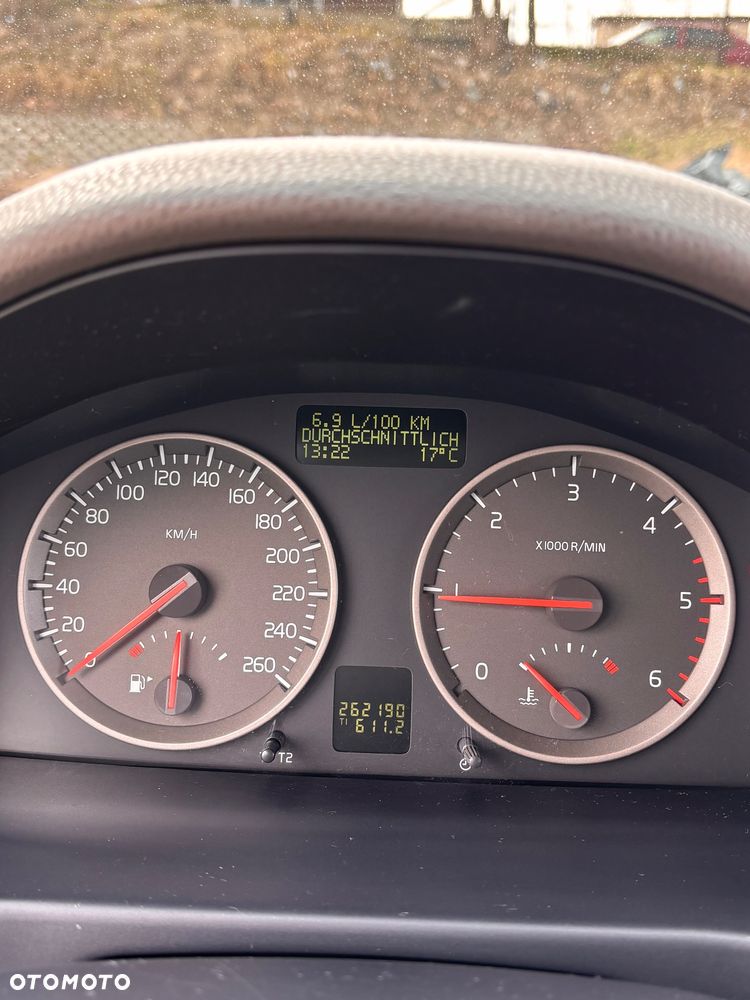 6.9 L/100 KM
DURCHSCHNITTLICH
13:22 17°C
0 20 40 60 80 100 120 140 160 180 200 220 240 260
KM/H
0 1 2 3 4 5 6
X1000 R/MIN
262190
T1 611.2
T2
OTOMOTO